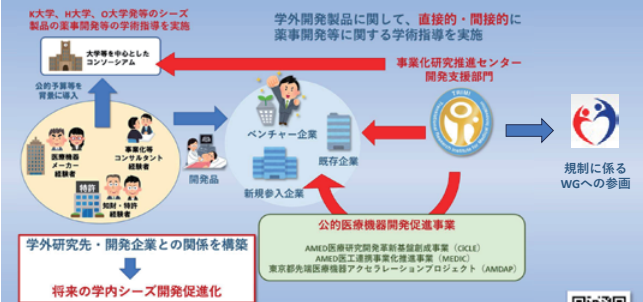 K大学、H大学、O大学発等のシーズ
製品の薬事開発等の学術指導を実施
学外開発製品に関して、直接的・間接的に
薬事開発等に関する学術指導を実施
大学等を中心とした
コンソーシアム
事業化研究推進センター
開発支援部門
公的予算等を
背景に導入
医療機器
メーカー
経験者
事業化等
コンサルタント
経験者
特許
知財・特許
経験者
開発品
ベンチャー企業
既存企業
新規参入企業
TRIMI
規制に係る
WGへの参画
公的医療機器開発促進事業
AMED医療研究開発革新基盤創成事業(CiCLE)
AMED医工連携事業化推進事業(MEDIC)
東京都先端医療機器アクセラレーションプロジェクト(AMDAP)
学外研究先・開発企業との関係を構築
将来の学内シーズ開発促進化